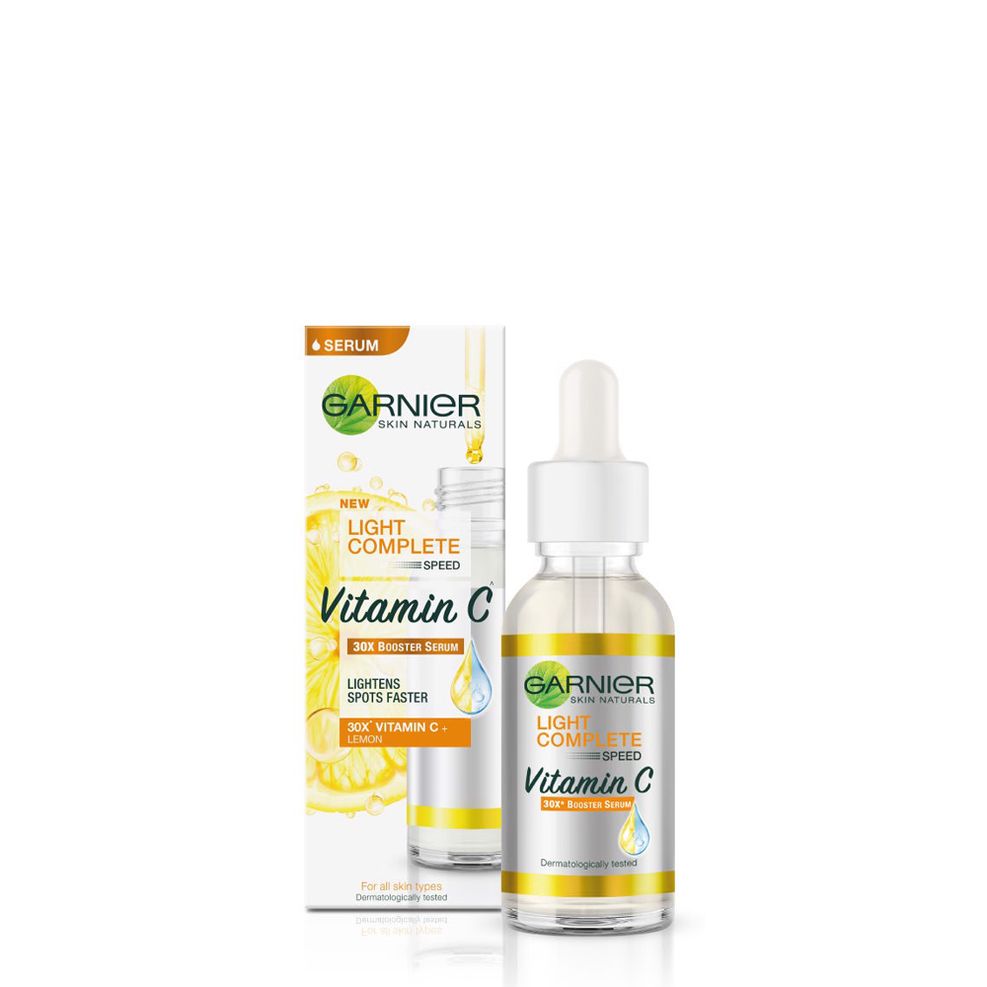 SERUM
GARNIER
SKIN NATURALS
NEW
LIGHT
COMPLETE
SPEED
Vitamin C^
30X BOOSTER SERUM
LIGHTENS
SPOTS FASTER
30X* VITAMIN C +
LEMON
For all skin types
Dermatologically tested
GARNIER
SKIN NATURALS
LIGHT
COMPLETE
SPEED
Vitamin C
30X* BOOSTER SERUM
Dermatologically tested